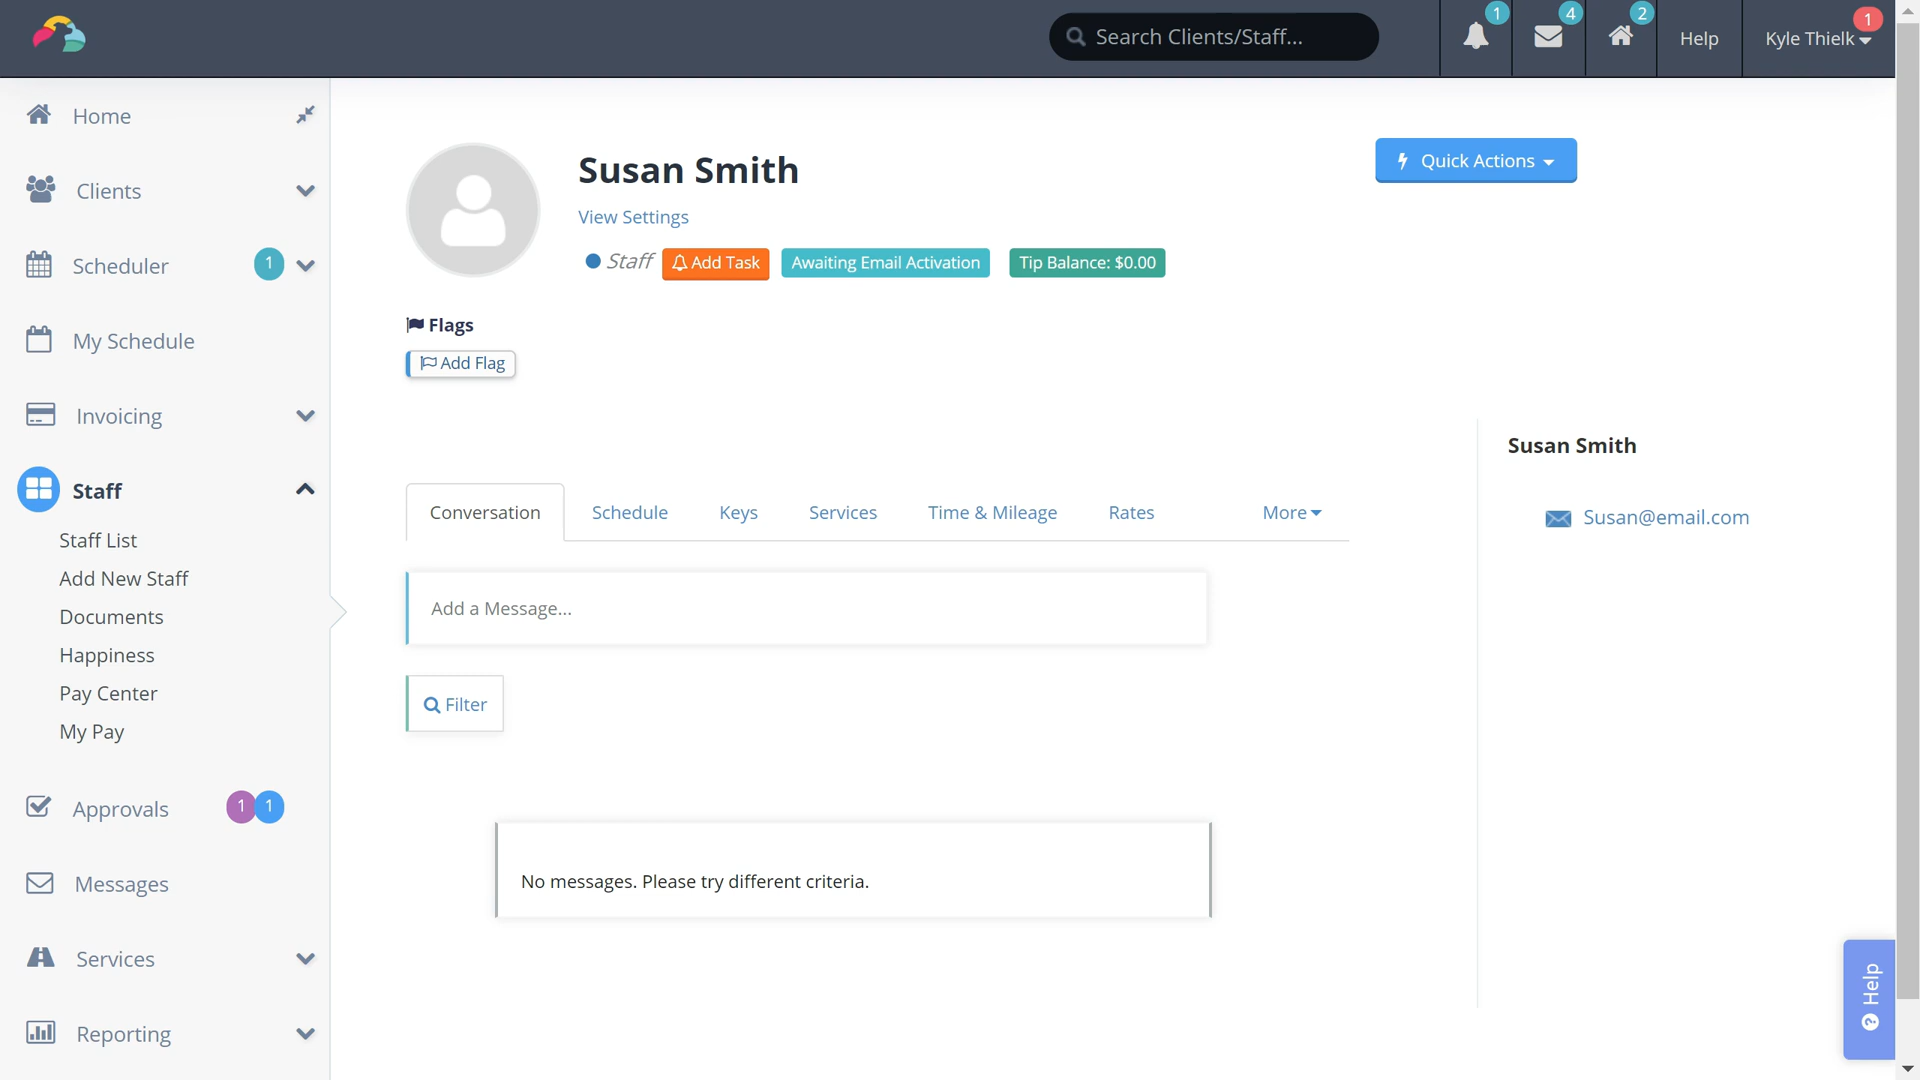 Search Clients/Staff...
1
4
2
Help
Kyle Thielk
1
Home
Clients
Scheduler
1
My Schedule
Invoicing
Staff
Staff List
Add New Staff
Documents
Happiness
Pay Center
My Pay
Approvals
1
1
Messages
Services
Reporting
Susan Smith
View Settings
Staff
Add Task
Awaiting Email Activation
Tip Balance: $0.00
Quick Actions
Flags
Add Flag
Conversation
Schedule
Keys
Services
Time & Mileage
Rates
More
Add a Message...
Filter
No messages. Please try different criteria.
Susan Smith
Susan@email.com
Help